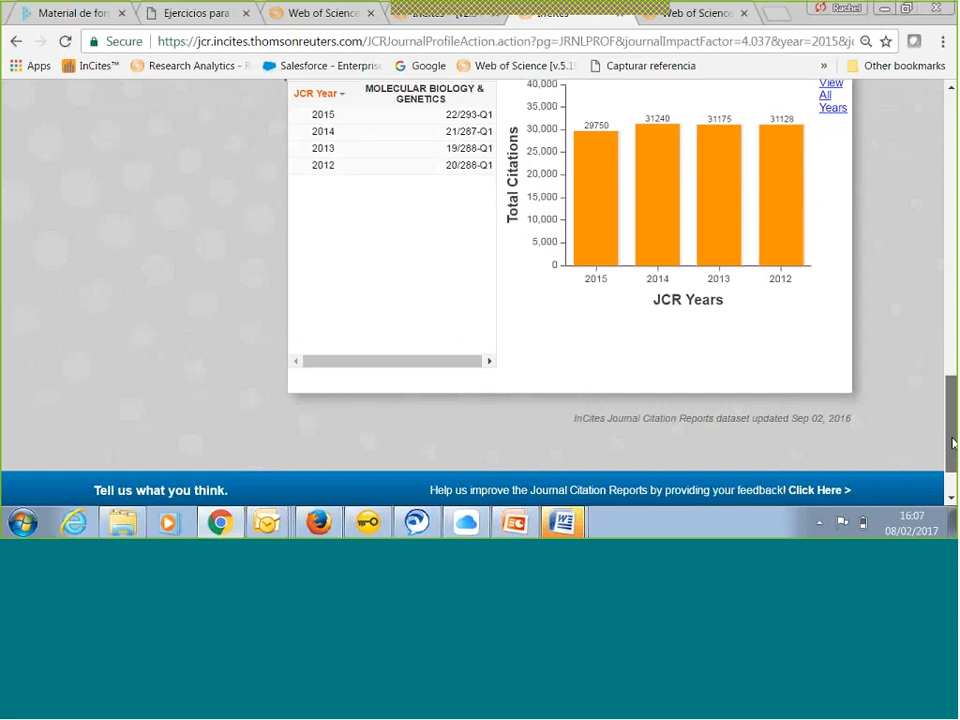 Material de for
Ejercicios para
Web of Science
Web of Science
Rachel
Secure
https://jcr.incites.thomsonreuters.com/JCRJournalProfileAction.action?pg=JRNLPROF&journalImpactFactor=4.037&year=2015&jc
Apps
InCites™
Research Analytics - R
Salesforce - Enterprise
Google
Web of Science [v.5.1
Capturar referencia
»
Other bookmarks
JCR Year
MOLECULAR BIOLOGY &
GENETICS
2015 22/293-Q1
2014 21/287-Q1
2013 19/288-Q1
2012 20/286-Q1
View
All
Years
Total Citations
40,000
35,000
30,000
25,000
20,000
15,000
10,000
5,000
0
29750
31240
31175
31128
2015
2014
2013
2012
JCR Years
InCites Journal Citation Reports dataset updated Sep 02, 2016
Tell us what you think.
Help us improve the Journal Citation Reports by providing your feedback! Click Here >
16:07
08/02/2017